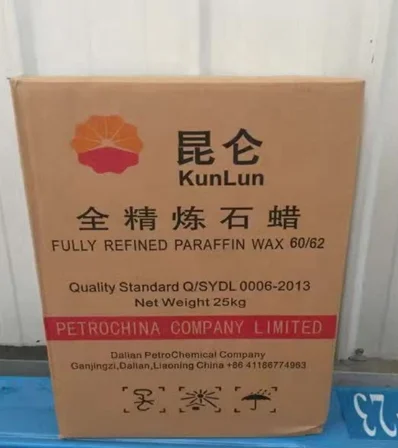 昆仑
KunLun
全精炼石蜡
FULLY REFINED PARAFFIN WAX 60/62
Quality Standard Q/SYDL 0006-2013
Net Weight 25kg
PETROCHINA COMPANY LIMITED
Dalian PetroChemical Company
Ganjingzi,Dalian,Liaoning China +86 41186774993